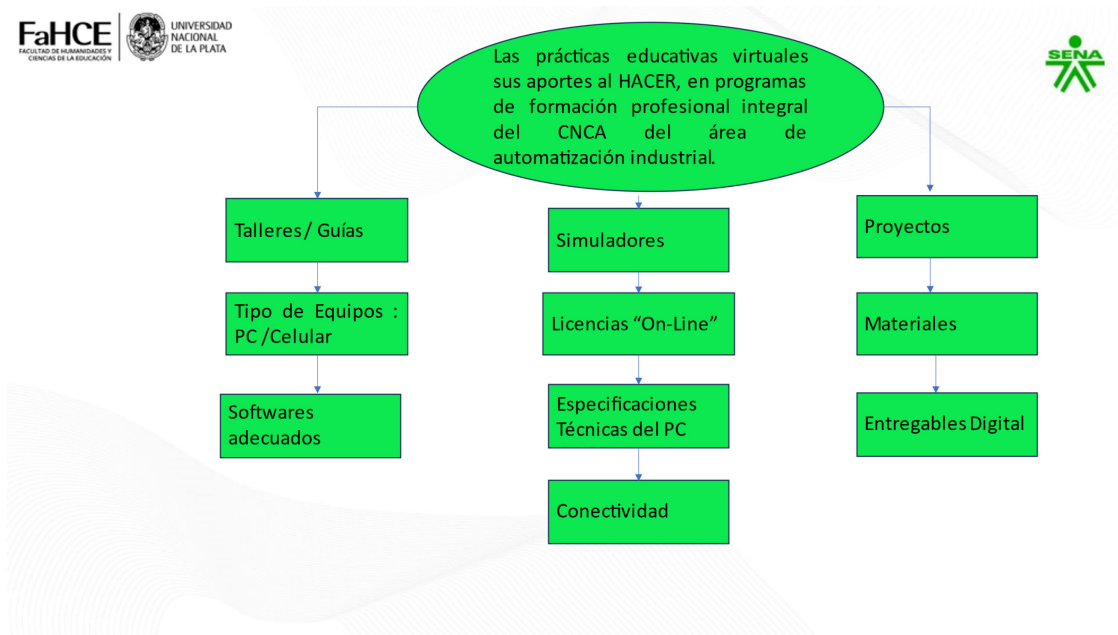 FaHCE
FACULTAD DE HUMANIDADES Y
CIENCIAS DE LA EDUCACIÓN
UNIVERSIDAD
NACIONAL
DE LA PLATA
SENA
Las prácticas educativas virtuales
sus aportes al HACER, en programas
de formación profesional integral
del CNCA del área de
automatización industrial.
Talleres / Guías
Tipo de Equipos :
PC /Celular
Softwares
adecuados
Simuladores
Licencias “On-Line”
Especificaciones
Técnicas del PC
Conectividad
Proyectos
Materiales
Entregables Digital